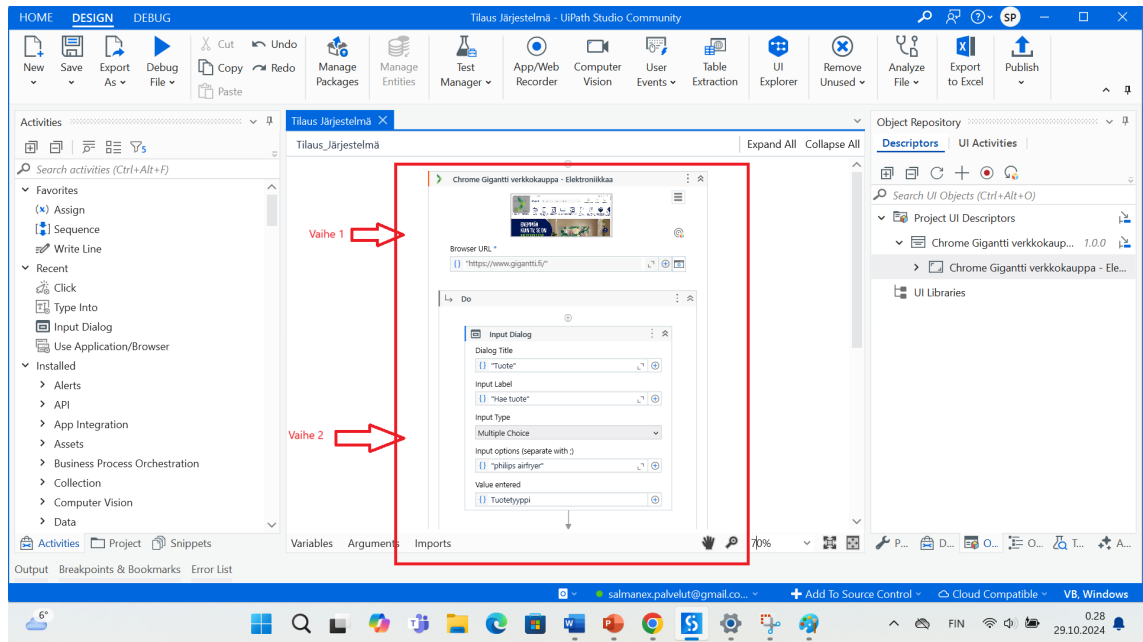 HOME DESIGN DEBUG
Tilaus Järjestelmä - UiPath Studio Community
SP
New
Save
Export As
Debug File
Cut
Copy
Paste
Undo
Redo
Manage Packages
Manage Entities
Test Manager
App/Web Recorder
Computer Vision
User Events
Table Extraction
UI Explorer
Remove Unused
Analyze File
Export to Excel
Publish
Activities
5
Search activities (Ctrl+Alt+F)
Favorites
Assign
Sequence
Write Line
Recent
Click
Type Into
Input Dialog
Use Application/Browser
Installed
Alerts
API
App Integration
Assets
Business Process Orchestration
Collection
Computer Vision
Data
Activities Project Snippets
Tilaus Järjestelmä
Tilaus_Järjestelmä
Expand All Collapse All
Chrome Gigantti verkkokauppa - Elektroniikkaa
Vaihe 1
Browser URL *
"https://www.gigantti.fi/"
Do
Input Dialog
Dialog Title
"Tuote"
Input Label
"Hae tuote"
Input Type
Vaihe 2
Multiple Choice
Input options (separate with ;)
"philips airfryer"
Value entered
Tuotetyyppi
Variables Arguments Imports
70%
Object Repository
Descriptors UI Activities
Search UI Objects (Ctrl+Alt+O)
Project UI Descriptors
Chrome Gigantti verkkokaup... 1.0.0
Chrome Gigantti verkkokauppa - Ele...
UI Libraries
P... D... O... O... T... A...
Output Breakpoints & Bookmarks Error List
salmanex.palvelut@gmail.co...
Add To Source Control
Cloud Compatible
VB, Windows
6°
FIN
0.28
29.10.2024